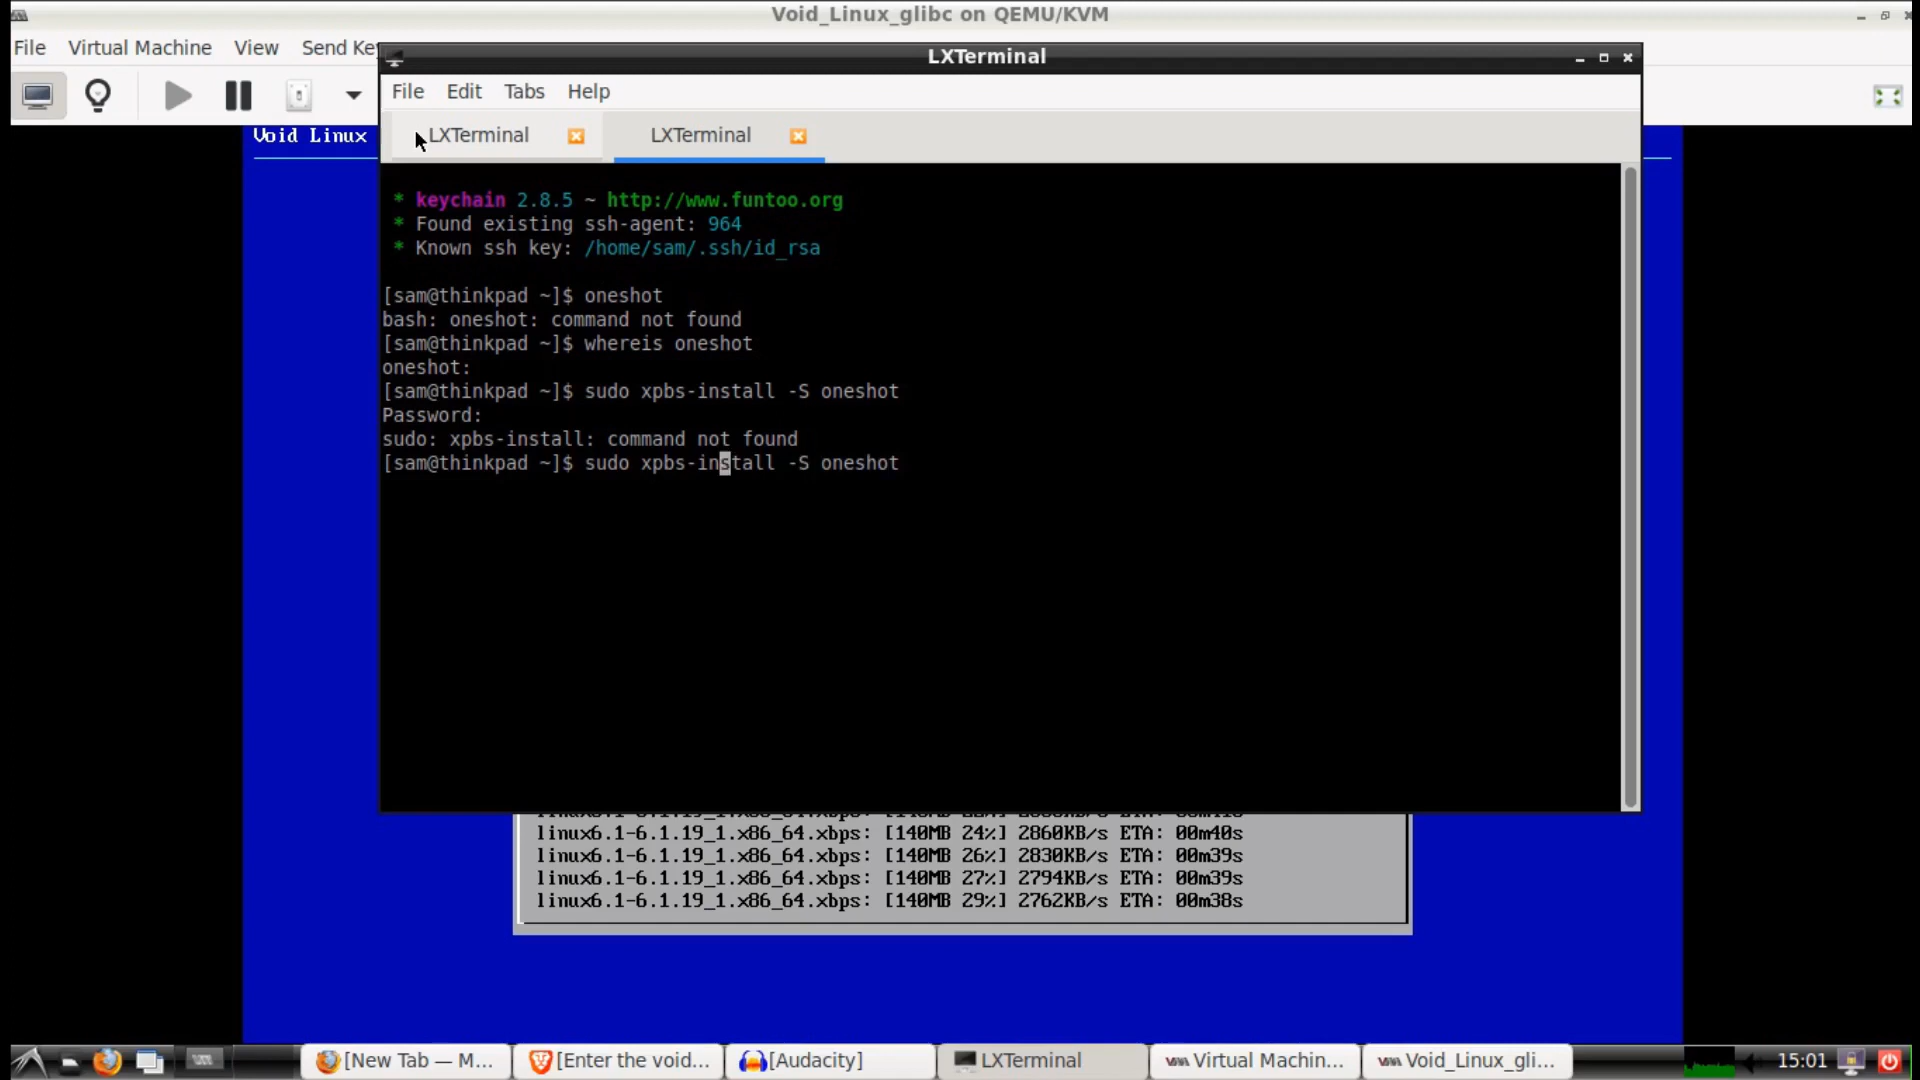 Void_Linux_glibc on QEMU/KVM
File Virtual Machine View Send Ke
LXTerminal
File Edit Tabs Help
LXTerminal LXTerminal
Void Linux
* keychain 2.8.5 ~ http://www.funtoo.org
* Found existing ssh-agent: 964
* Known ssh key: /home/sam/.ssh/id_rsa
[sam@thinkpad ~]$ oneshot
bash: oneshot: command not found
[sam@thinkpad ~]$ whereis oneshot
oneshot:
[sam@thinkpad ~]$ sudo xpbs-install -S oneshot
Password:
sudo: xpbs-install: command not found
[sam@thinkpad ~]$ sudo xpbs-install -S oneshot
linux6.1-6.1.19_1.x86_64.xbps: [140MB 24%] 2860KB/s ETA: 00m40s
linux6.1-6.1.19_1.x86_64.xbps: [140MB 26%] 2830KB/s ETA: 00m39s
linux6.1-6.1.19_1.x86_64.xbps: [140MB 27%] 2794KB/s ETA: 00m39s
linux6.1-6.1.19_1.x86_64.xbps: [140MB 29%] 2762KB/s ETA: 00m38s
[New Tab — M... [Enter the void... [Audacity] LXTerminal Virtual Machin... Void_Linux_gli... 15:01